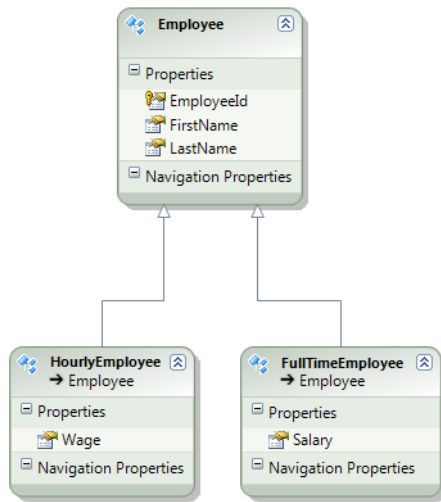 Employee
Properties
EmployeeId
FirstName
LastName
Navigation Properties
HourlyEmployee
Employee
Properties
Wage
Navigation Properties
FullTimeEmployee
Employee
Properties
Salary
Navigation Properties